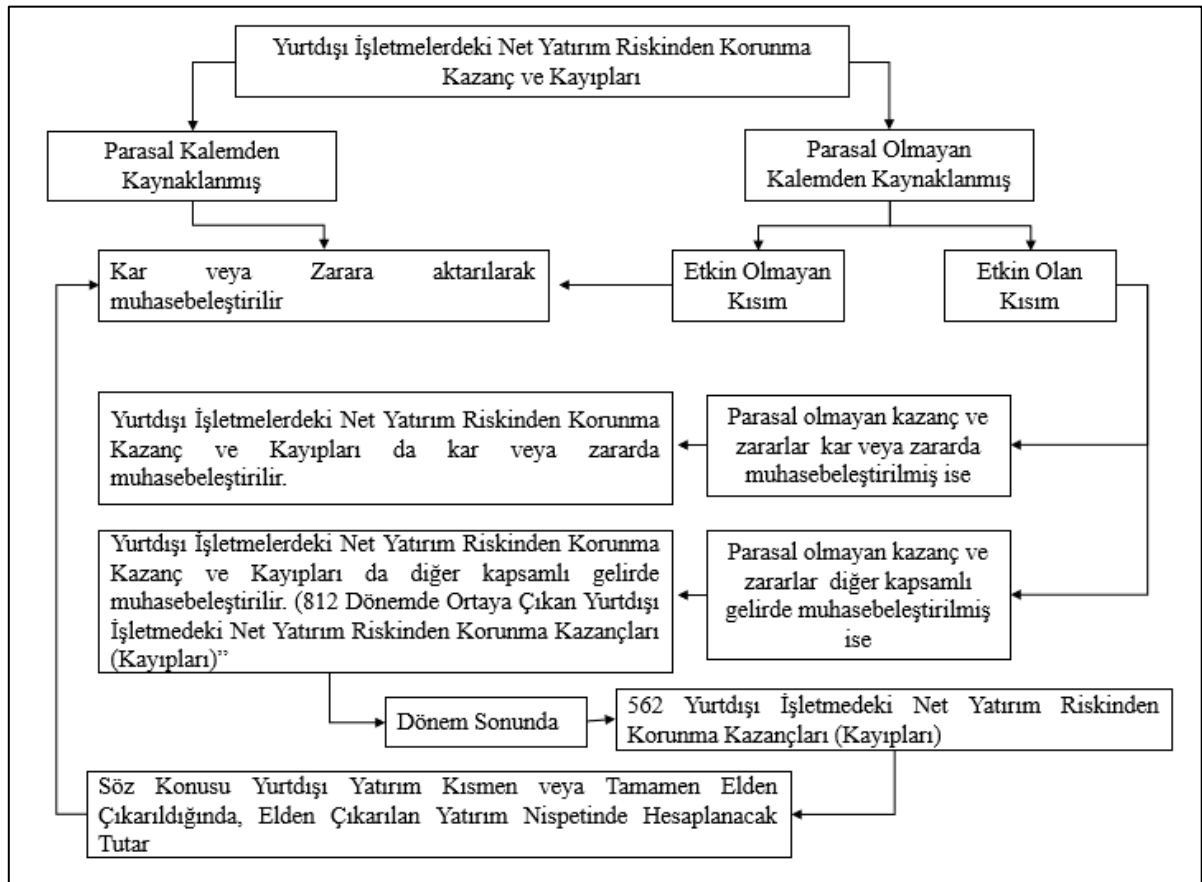 Yurtdışı İşletmelerdeki Net Yatırım Riskinden Korunma
Kazanç ve Kayıpları
Parasal Kalemden
Kaynaklanmış
Parasal Olmayan
Kalemden Kaynaklanmış
Kar veya Zarara aktarılarak
muhasebeleştirilir
Etkin Olmayan
Kısım
Etkin Olan
Kısım
Yurtdışı İşletmelerdeki Net Yatırım Riskinden Korunma
Kazanç ve Kayıpları da kar veya zararda
muhasebeleştirilir.
Parasal olmayan kazanç ve
zararlar kar veya zararda
muhasebeleştirilmiş ise
Yurtdışı İşletmelerdeki Net Yatırım Riskinden Korunma
Kazanç ve Kayıpları da diğer kapsamlı gelirde
muhasebeleştirilir. (812 Dönemde Ortaya Çıkan Yurtdışı
İşletmedeki Net Yatırım Riskinden Korunma Kazançları
(Kayıpları)”
Parasal olmayan kazanç ve
zararlar diğer kapsamlı
gelirde muhasebeleştirilmiş
ise
Dönem Sonunda
562 Yurtdışı İşletmedeki Net Yatırım Riskinden
Korunma Kazançları (Kayıpları)
Söz Konusu Yurtdışı Yatırım Kısmen veya Tamamen Elden
Çıkarıldığında, Elden Çıkarılan Yatırım Nispetinde Hesaplanacak
Tutar